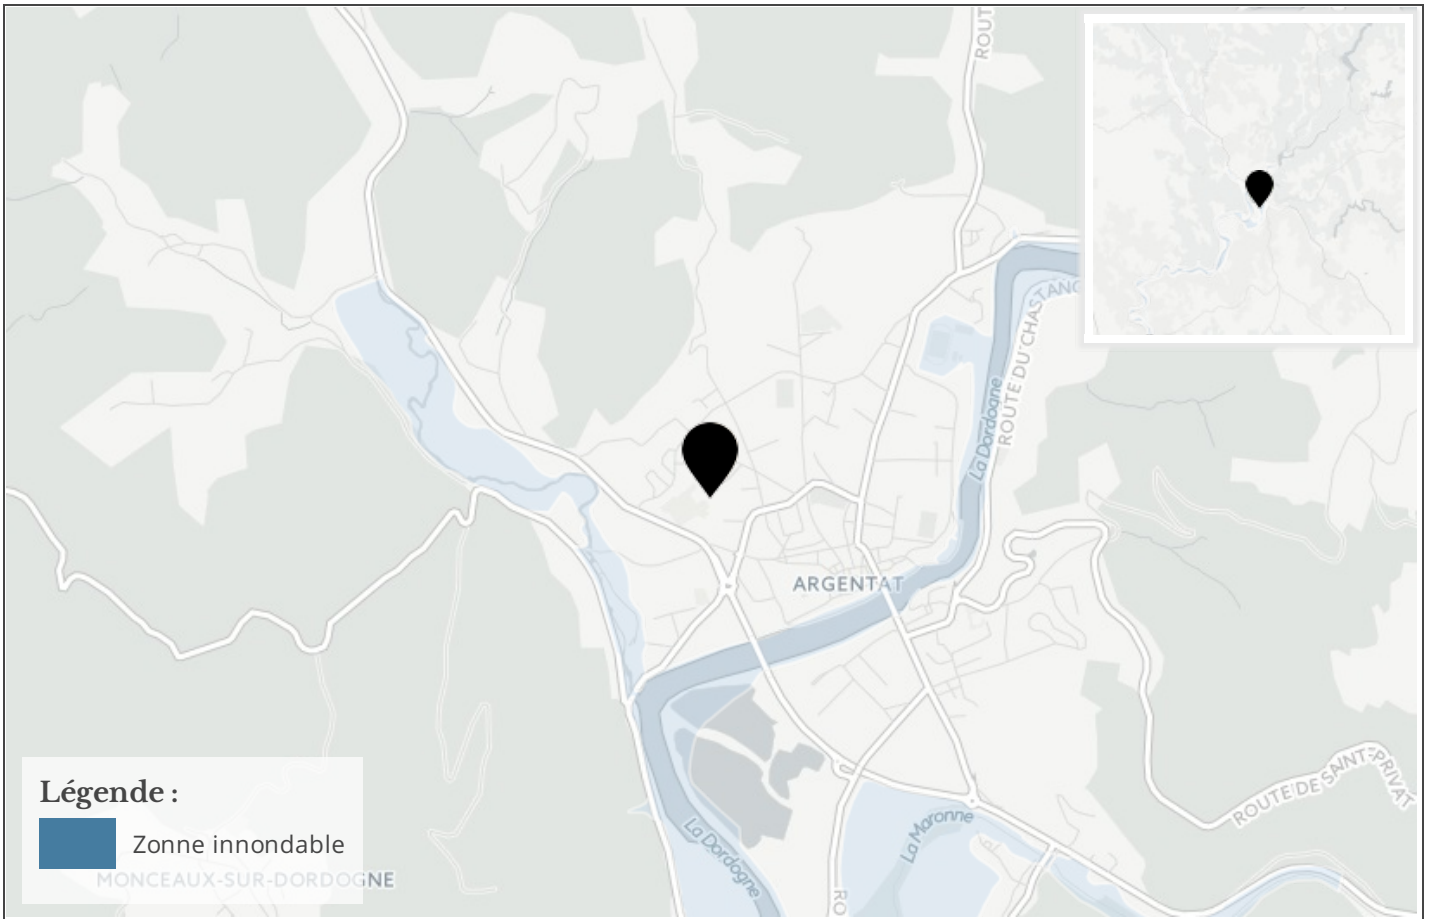 ROUT
ROUTE DU CHASTANG
La Dordogne
ARGENTAT
ROUTE DE SAINT-PRIVAT
Légende :
Zonne innondable
La Maronne
La Dordogne
MONCEAUX-SUR-DORDOGNE
RO